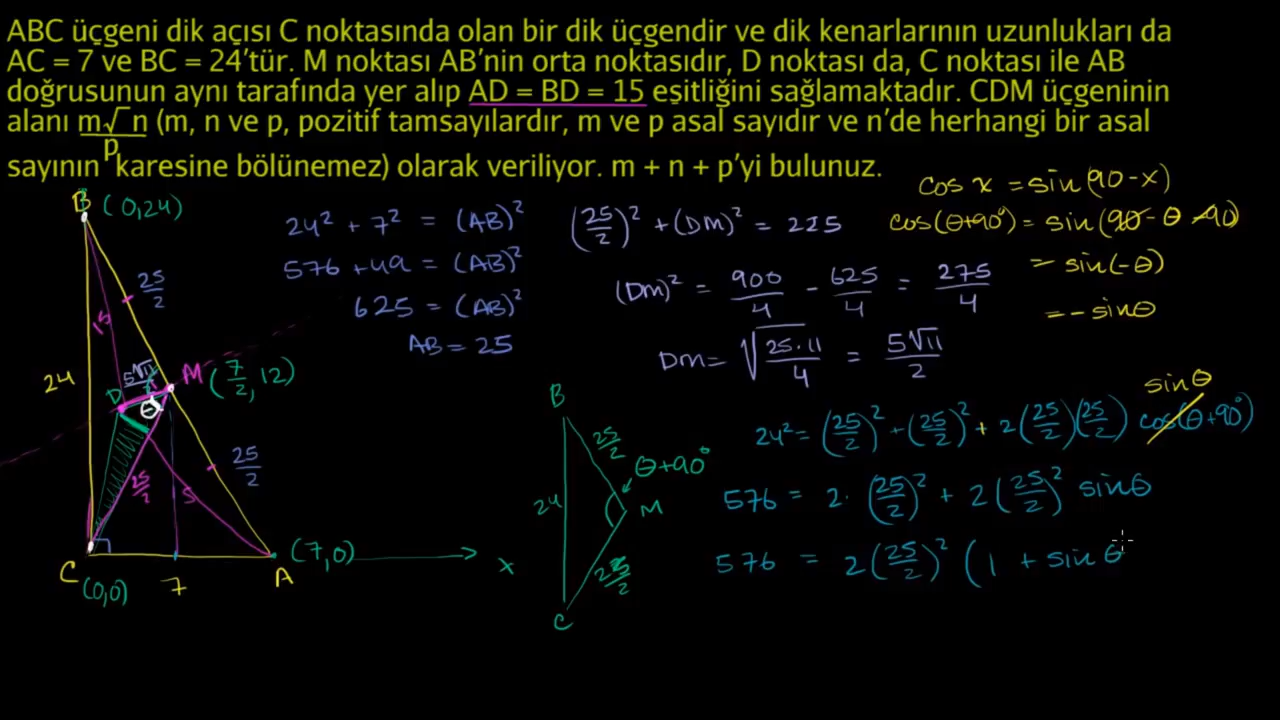 ABC üçgeni dik açısı C noktasında olan bir dik üçgendir ve dik kenarlarının uzunlukları da
AC = 7 ve BC = 24'tür. M noktası AB'nin orta noktasıdır, D noktası da, C noktası ile AB
doğrusunun aynı tarafında yer alıp AD = BD = 15 eşitliğini sağlamaktadır. CDM üçgeninin
alanı m√n (m, n ve p, pozitif tamsayılardır, m ve p asal sayıdır ve n'de herhangi bir asal
p
sayının karesine bölünemez) olarak veriliyor. m + n + p'yi bulunuz.
cos x = sin(90-x)
cos(θ+90°) = sin(90-θ-90)
= sin(-θ)
= - sinθ
B (0,24)
25/2
15
24
5√11/2
D
θ
M (7/2, 12)
25/2
25/2
C (0,0)
7
A (7,0)
x
24² + 7² = (AB)²
576 + 49 = (AB)²
625 = (AB)²
AB = 25
(25/2)² + (DM)² = 225
(DM)² = 900/4 - 625/4 = 275/4
DM = √25·11/4 = 5√11/2
B
25/2
θ+90°
24
M
25/2
C
sinθ
24² = (25/2)² + (25/2)² + 2(25/2)(25/2) cos(θ+90°)
576 = 2·(25/2)² + 2(25/2)² sinθ
576 = 2(25/2)² (1 + sinθ